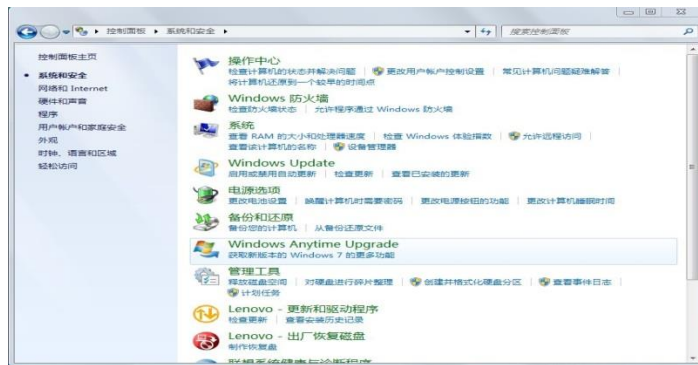 控制面板 ▸ 系统和安全 ▸
搜索控制面板
控制面板主页
系统和安全
网络和 Internet
硬件和声音
程序
用户帐户和家庭安全
外观
时钟、语言和区域
轻松访问
操作中心
检查计算机的状态并解决问题 | 更改用户帐户控制设置 | 常见计算机问题疑难解答
将计算机还原到一个较早的时间点
Windows 防火墙
检查防火墙状态 | 允许程序通过 Windows 防火墙
系统
查看 RAM 的大小和处理器速度 | 检查 Windows 体验指数 | 允许远程访问
查看该计算机的名称 | 设备管理器
Windows Update
启用或禁用自动更新 | 检查更新 | 查看已安装的更新
电源选项
更改电池设置 | 唤醒计算机时需要密码 | 更改电源按钮的功能 | 更改计算机睡眠时间
备份和还原
备份您的计算机 | 从备份还原文件
Windows Anytime Upgrade
获取新版本的 Windows 7 的更多功能
管理工具
释放磁盘空间 | 对硬盘进行碎片整理 | 创建并格式化硬盘分区 | 查看事件日志
计划任务
Lenovo - 更新和驱动程序
检查更新 | 查看安装历史记录
Lenovo - 出厂恢复磁盘
制作恢复盘
联想系统健康与诊断程序